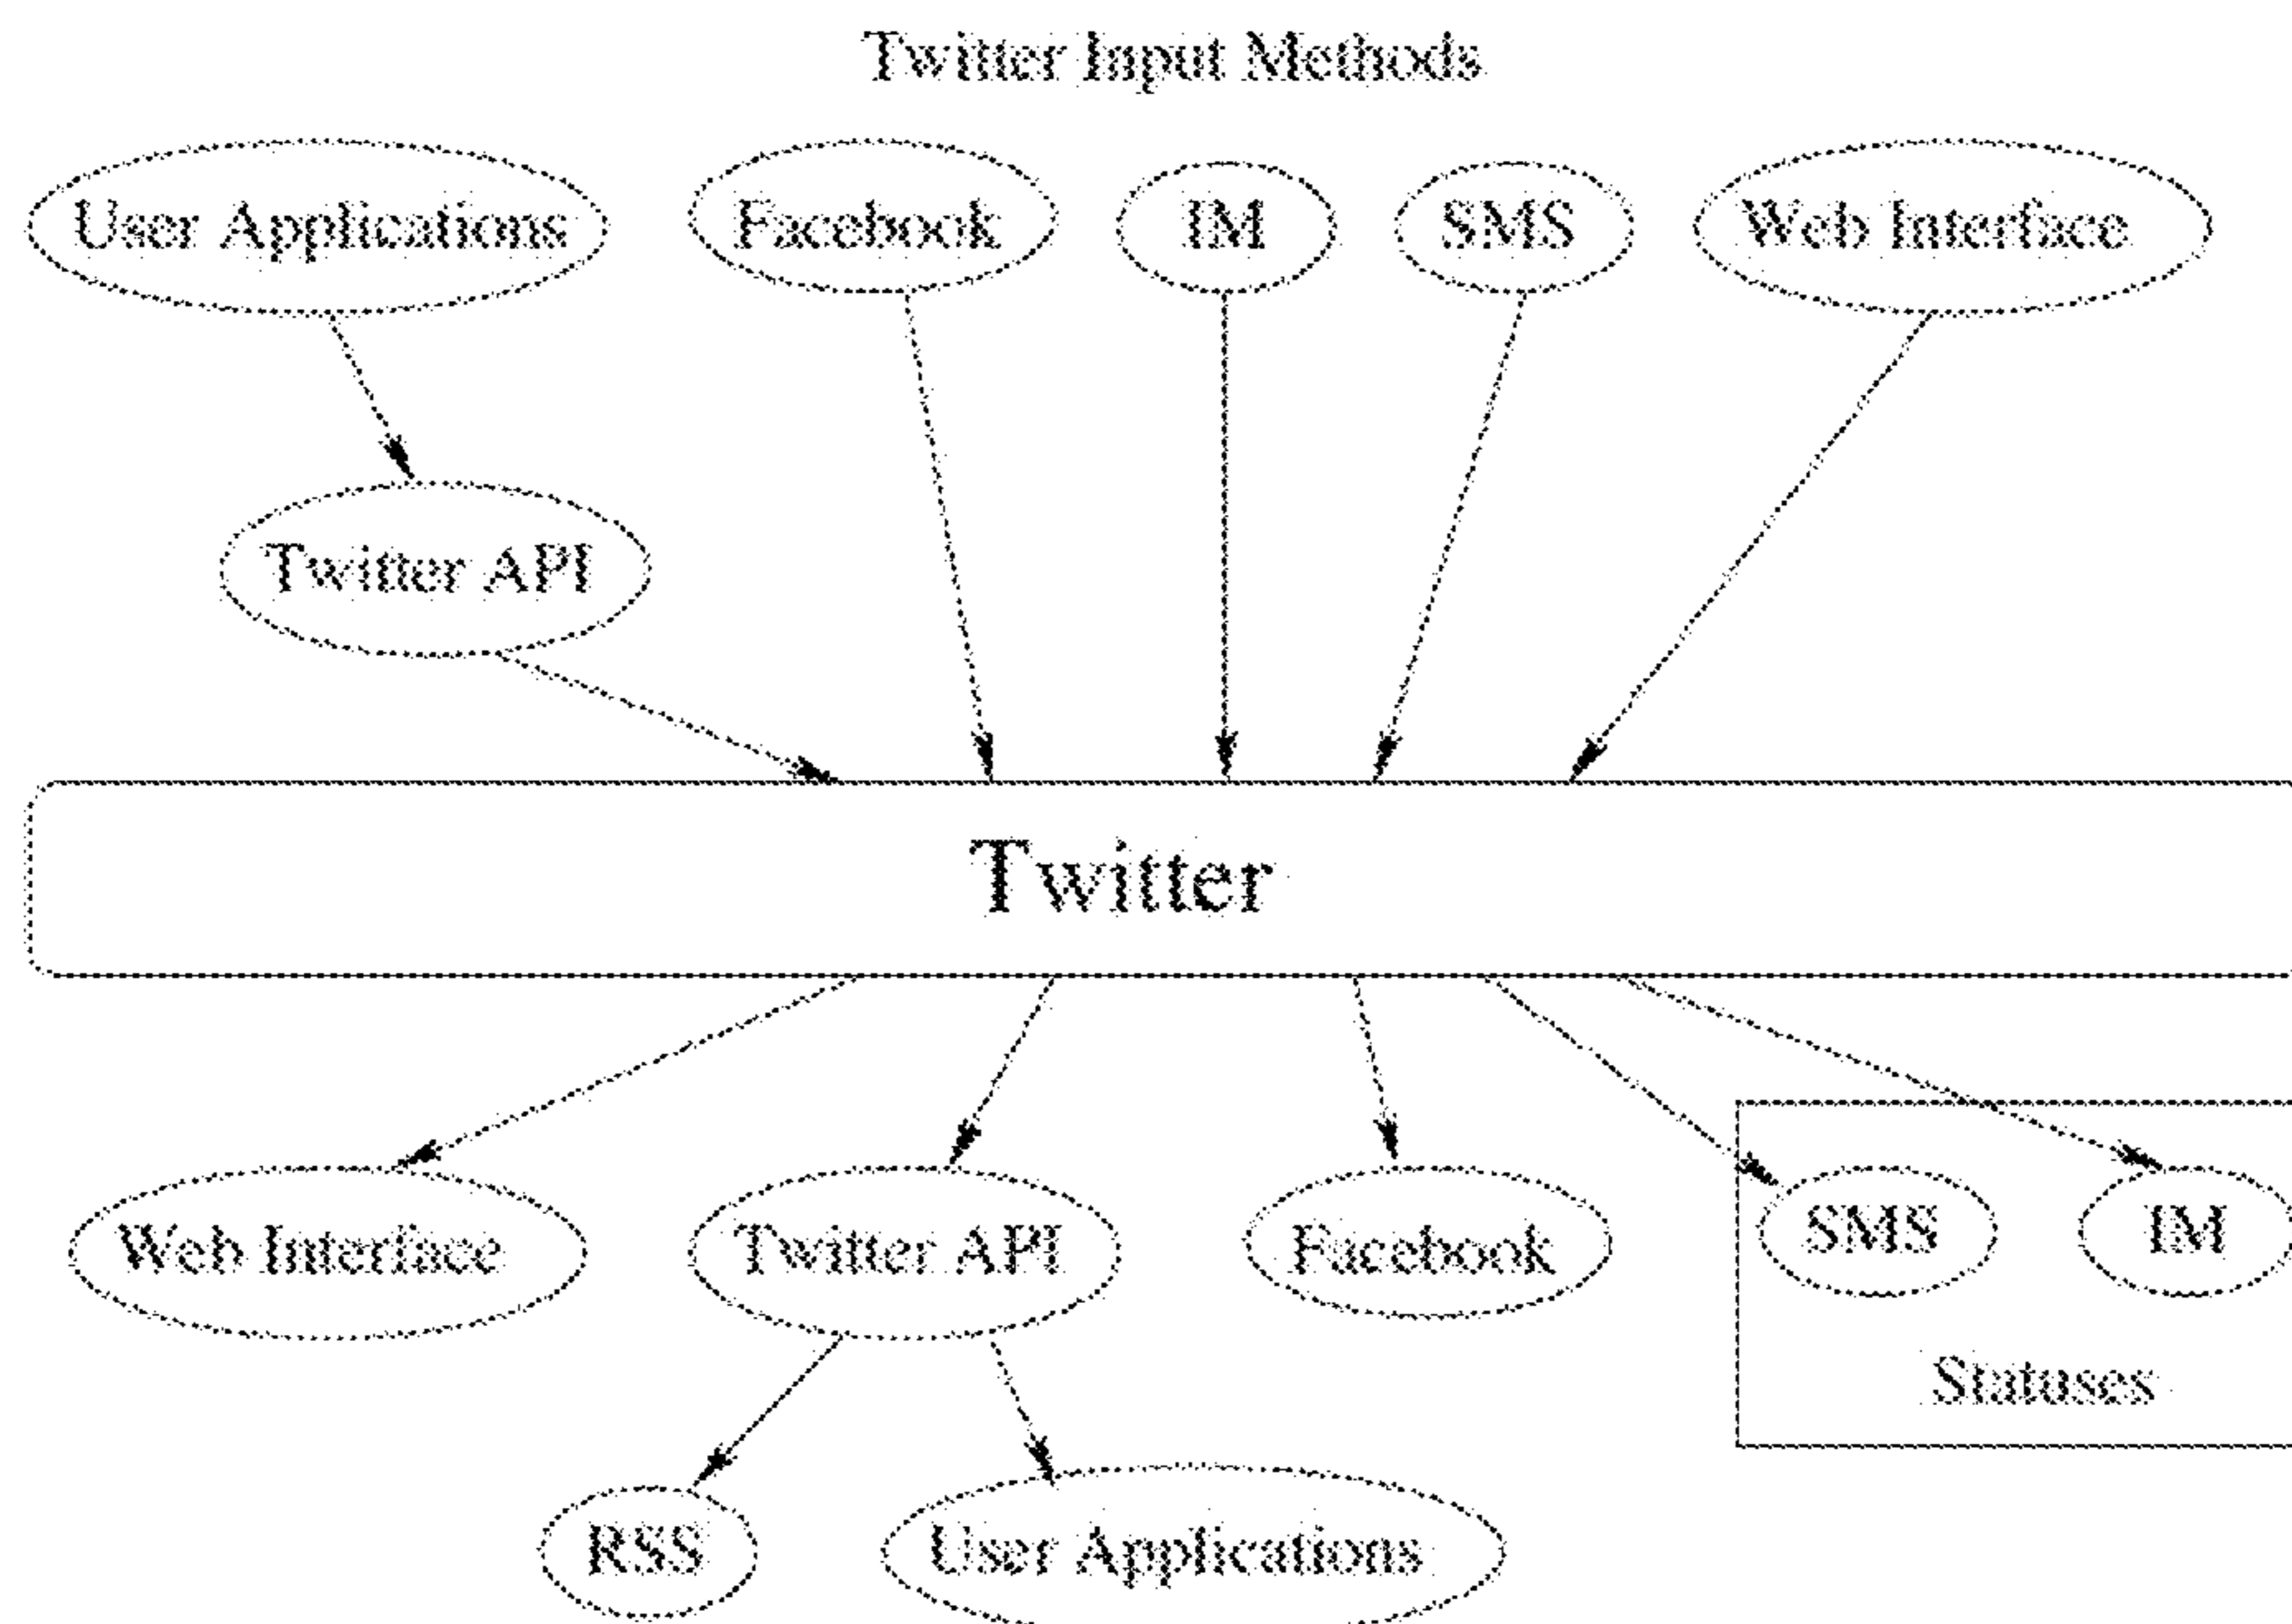 Twitter Input Methods
User Applications
Facebook
IM
SMS
Web Interface
Twitter API
Twitter
Web Interface
Twitter API
Facebook
SMS
IM
Statuses
RSS
User Applications